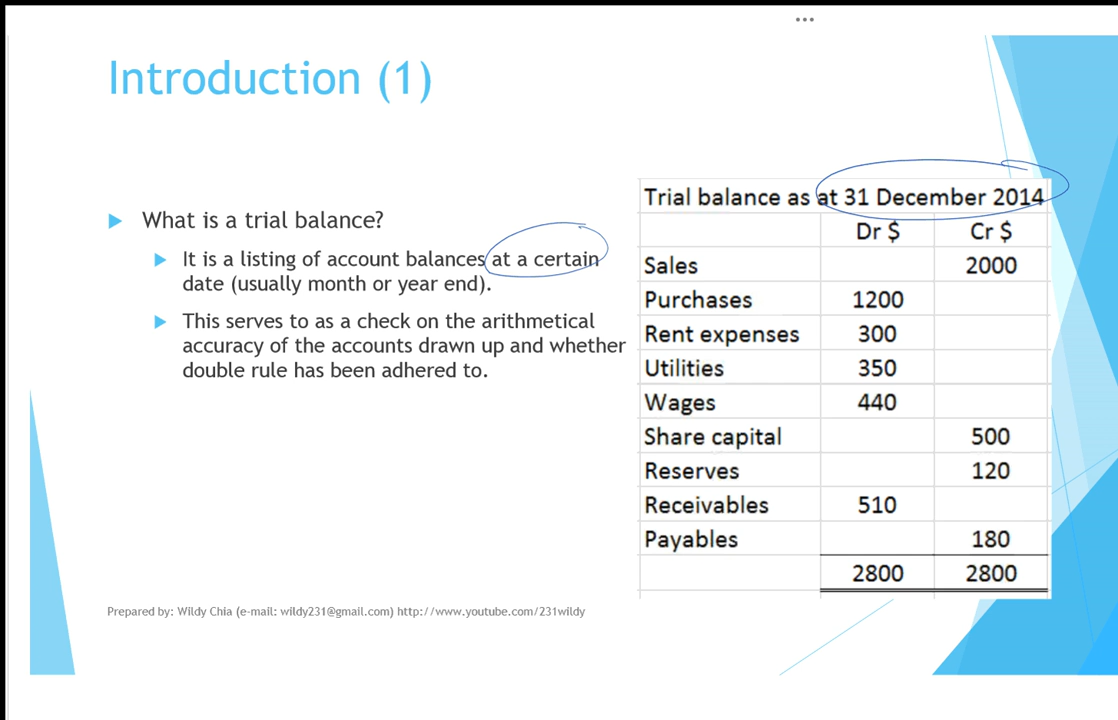 Introduction (1)
What is a trial balance?
It is a listing of account balances at a certain
date (usually month or year end).
This serves to as a check on the arithmetical
accuracy of the accounts drawn up and whether
double rule has been adhered to.
Trial balance as at 31 December 2014
Dr $ Cr $
Sales 2000
Purchases 1200
Rent expenses 300
Utilities 350
Wages 440
Share capital 500
Reserves 120
Receivables 510
Payables 180
2800 2800
Prepared by: Wildy Chia (e-mail: wildy231@gmail.com) http://www.youtube.com/231wildy